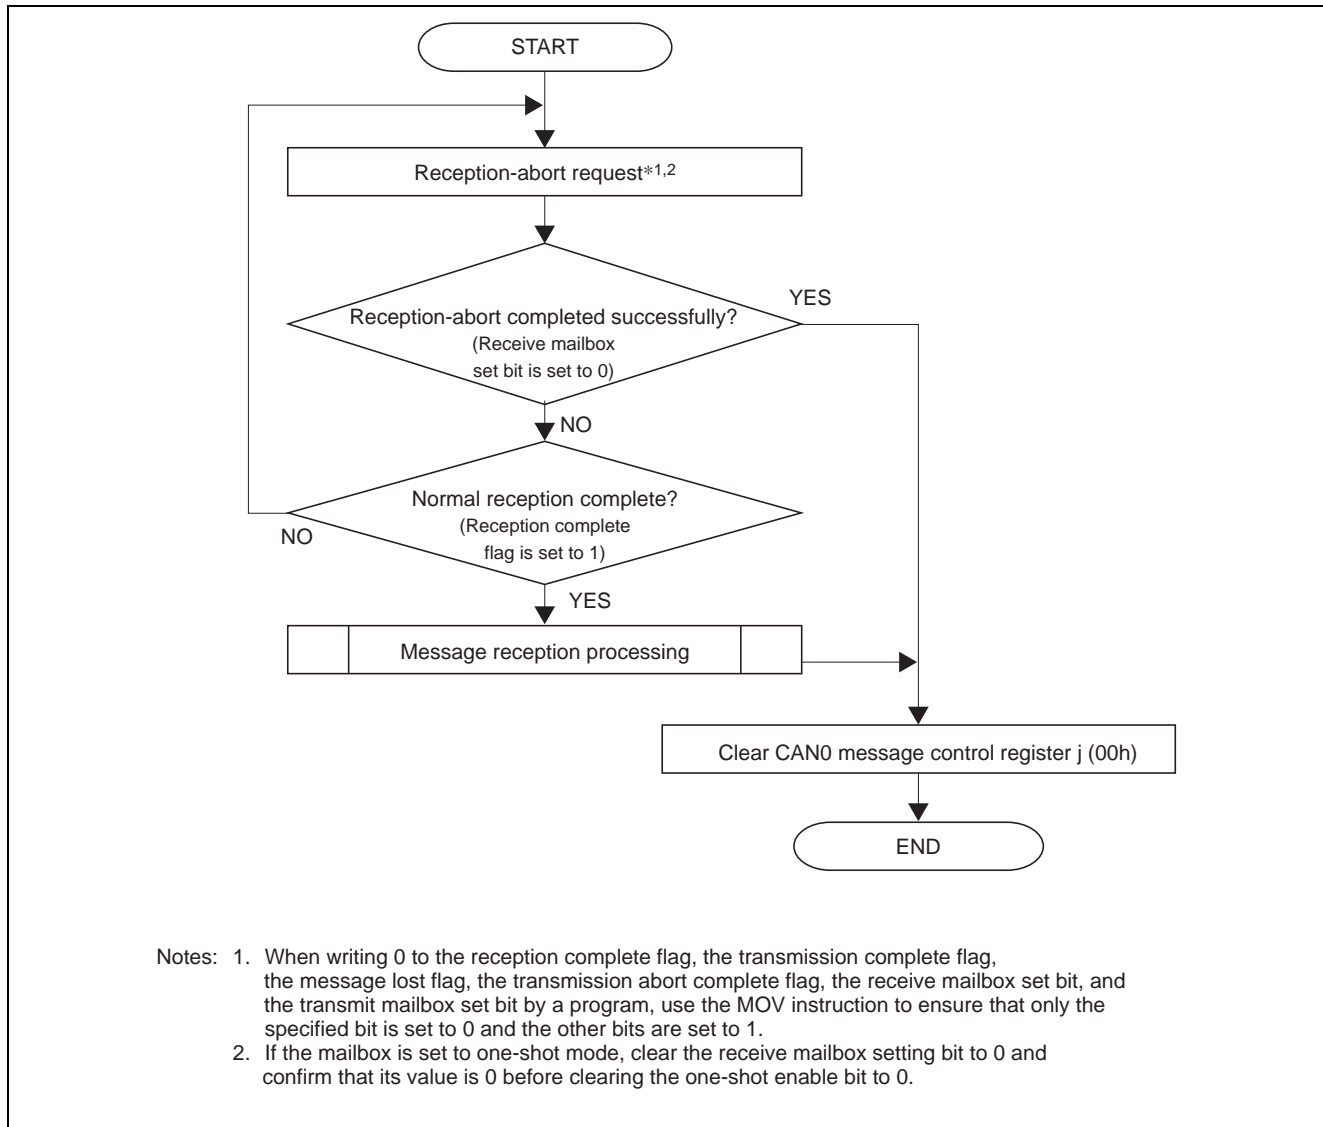 START
Reception-abort request*1,2
YES
Reception-abort completed successfully?
(Receive mailbox
set bit is set to 0)
NO
Normal reception complete?
(Reception complete
flag is set to 1)
NO
YES
Message reception processing
Clear CAN0 message control register j (00h)
END
Notes: 1. When writing 0 to the reception complete flag, the transmission complete flag,
the message lost flag, the transmission abort complete flag, the receive mailbox set bit, and
the transmit mailbox set bit by a program, use the MOV instruction to ensure that only the
specified bit is set to 0 and the other bits are set to 1.
2. If the mailbox is set to one-shot mode, clear the receive mailbox setting bit to 0 and
confirm that its value is 0 before clearing the one-shot enable bit to 0.